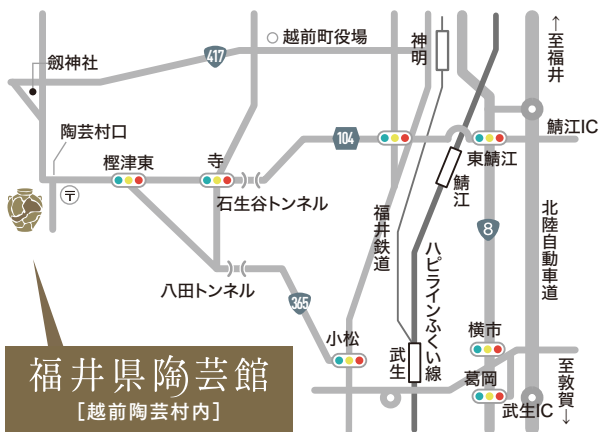 ↑至福井
417
越前町役場
神明
劔神社
鯖江IC
陶芸村口
104
樫津東
寺
東鯖江
〒
石生谷トンネル
鯖江
福井鉄道
8
北陸自動車道
ハピラインふくい線
八田トンネル
365
小松
武生
横市
福井県陶芸館
[越前陶芸村内]
葛岡
武生IC
至敦賀↓